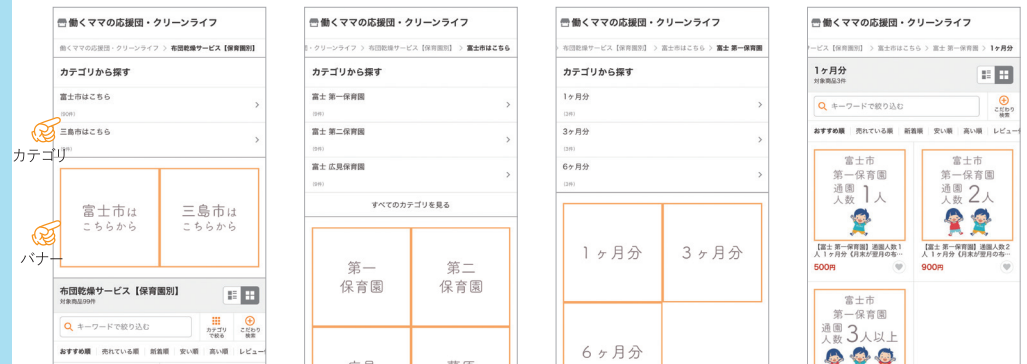 働くママの応援団・クリーンライフ
働くママの応援団・クリーンライフ > 布団乾燥サービス【保育園別】
カテゴリから探す
富士市はこちら
三島市はこちら
カテゴリ
富士市は
こちらから
三島市は
こちらから
バナー
布団乾燥サービス【保育園別】
対象商品99件
キーワードで絞り込む
カテゴリ
で絞る
こだわり
検索
おすすめ順 売れている順 新着順 安い順 高い順 レビュー
働くママの応援団・クリーンライフ
・クリーンライフ > 布団乾燥サービス【保育園別】 > 富士市はこちら
カテゴリから探す
富士 第一保育園
(9件)
富士 第二保育園
(9件)
富士 広見保育園
(9件)
すべてのカテゴリを見る
第一
保育園
第二
保育園
働くママの応援団・クリーンライフ
> 布団乾燥サービス【保育園別】 > 富士市はこちら > 富士 第一保育園
カテゴリから探す
1ヶ月分
(3件)
3ヶ月分
(3件)
6ヶ月分
(3件)
1ヶ月分
3ヶ月分
6ヶ月分
働くママの応援団・クリーンライフ
ービス【保育園別】 > 富士市はこちら > 富士 第一保育園 > 1ヶ月分
1ヶ月分
対象商品3件
キーワードで絞り込む
こだわり
検索
おすすめ順 売れている順 新着順 安い順 高い順 レビュー
富士市
第一保育園
通園
人数 1人
【富士 第一保育園】通園人数1
人 1ヶ月分《月末が翌月の布…
500円
富士市
第一保育園
通園
人数 2人
【富士 第一保育園】通園人数2
人 1ヶ月分《月末が翌月の布…
900円
富士市
第一保育園
通園
人数 3人以上